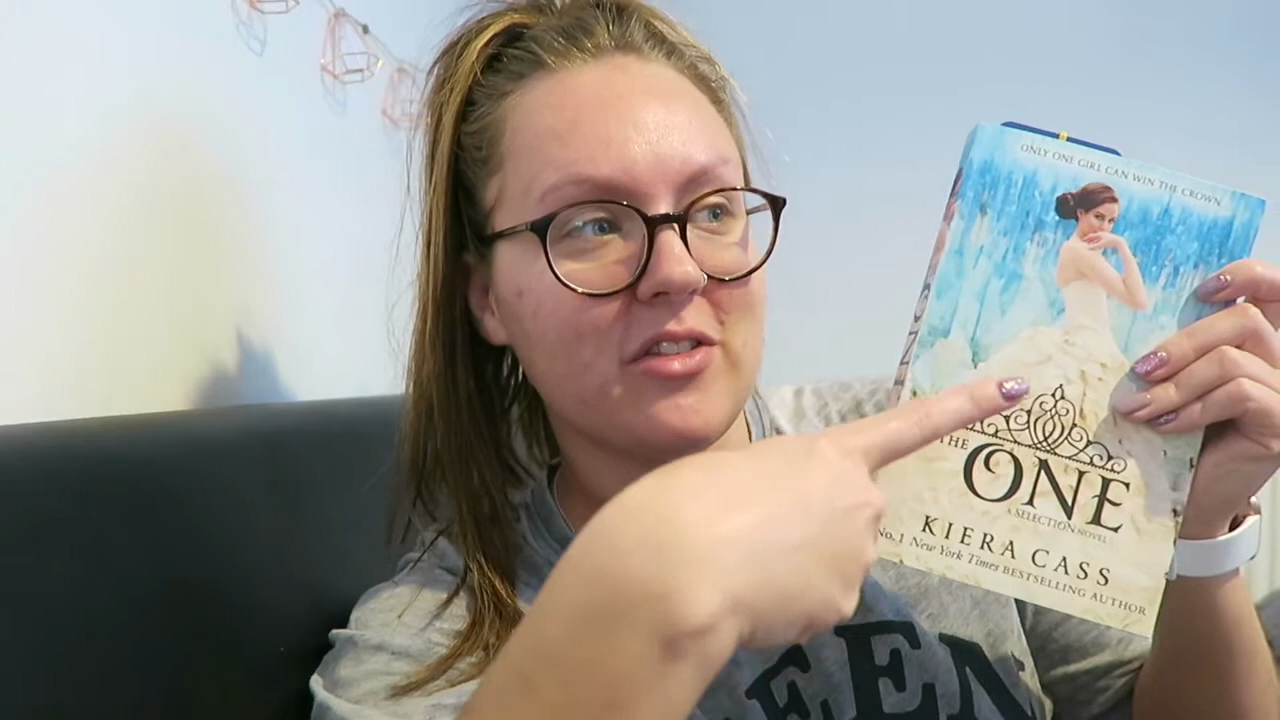 ONLY ONE GIRL CAN WIN THE CROWN
THE
ONE
A SELECTION NOVEL
KIERA CASS
No. 1 New York Times BESTSELLING AUTHOR
EEN